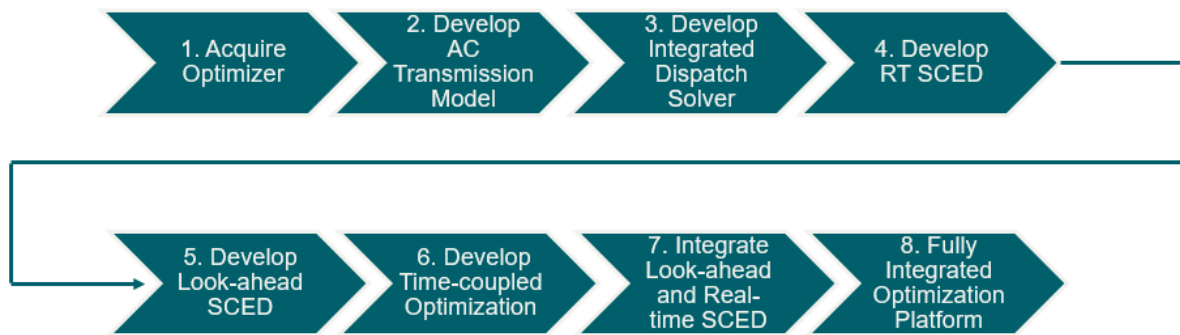 1. Acquire
Optimizer
2. Develop
AC
Transmission
Model
3. Develop
Integrated
Dispatch
Solver
4. Develop
RT SCED
5. Develop
Look-ahead
SCED
6. Develop
Time-coupled
Optimization
7. Integrate
Look-ahead
and Real-
time SCED
8. Fully
Integrated
Optimization
Platform